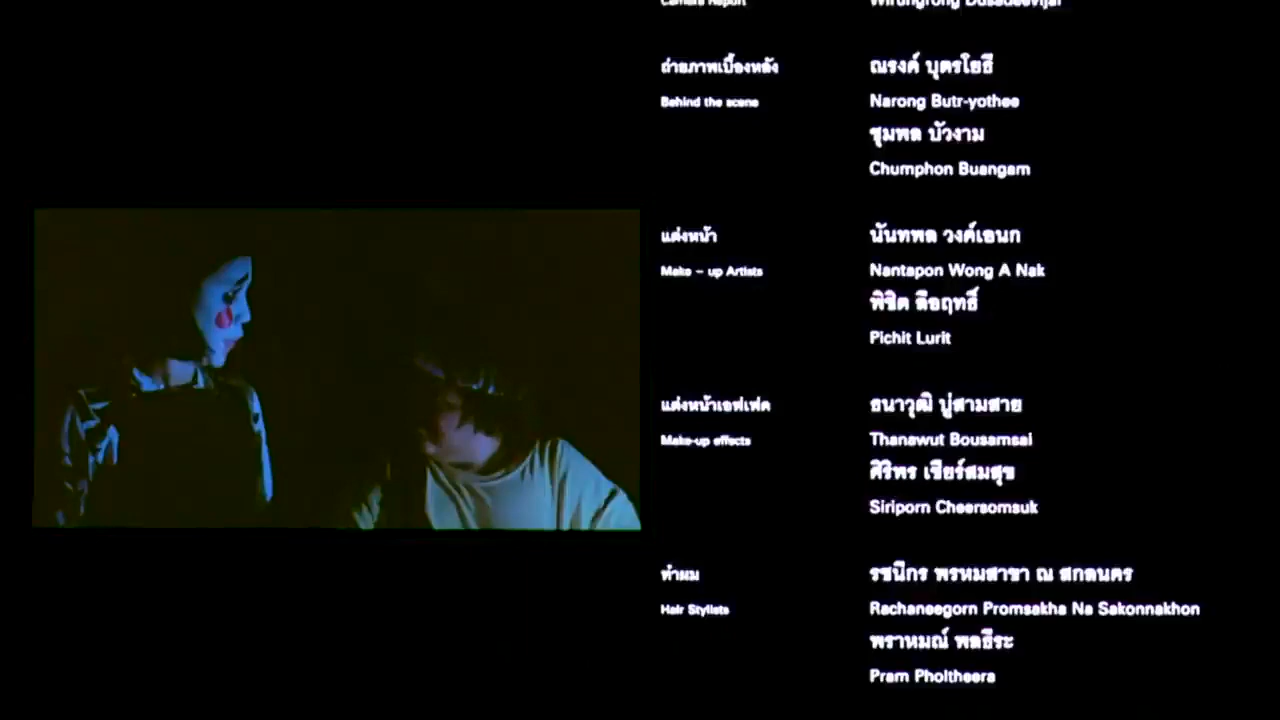 Camera Report Wirungrong Dusadeevijai
ถ่ายภาพเบื้องหลัง ณรงค์ บุตรโยธี
Behind the scene Narong Butr-yothee
ชุมพล บัวงาม
Chumphon Buangam
แต่งหน้า นันทพล วงค์เอนก
Make – up Artists Nantapon Wong A Nak
พิชิต ลือฤทธิ์
Pichit Lurit
แต่งหน้าเอฟเฟค ธนาวุฒิ ปู่สามสาย
Make-up effects Thanawut Bousamsai
ศิริพร เชียร์สมสุข
Siriporn Cheersomsuk
ทำผม รชนีกร พรหมสาขา ณ สกลนคร
Hair Stylists Rachaneegorn Promsakha Na Sakonnakhon
พราหมณ์ พลธีระ
Pram Pholtheera